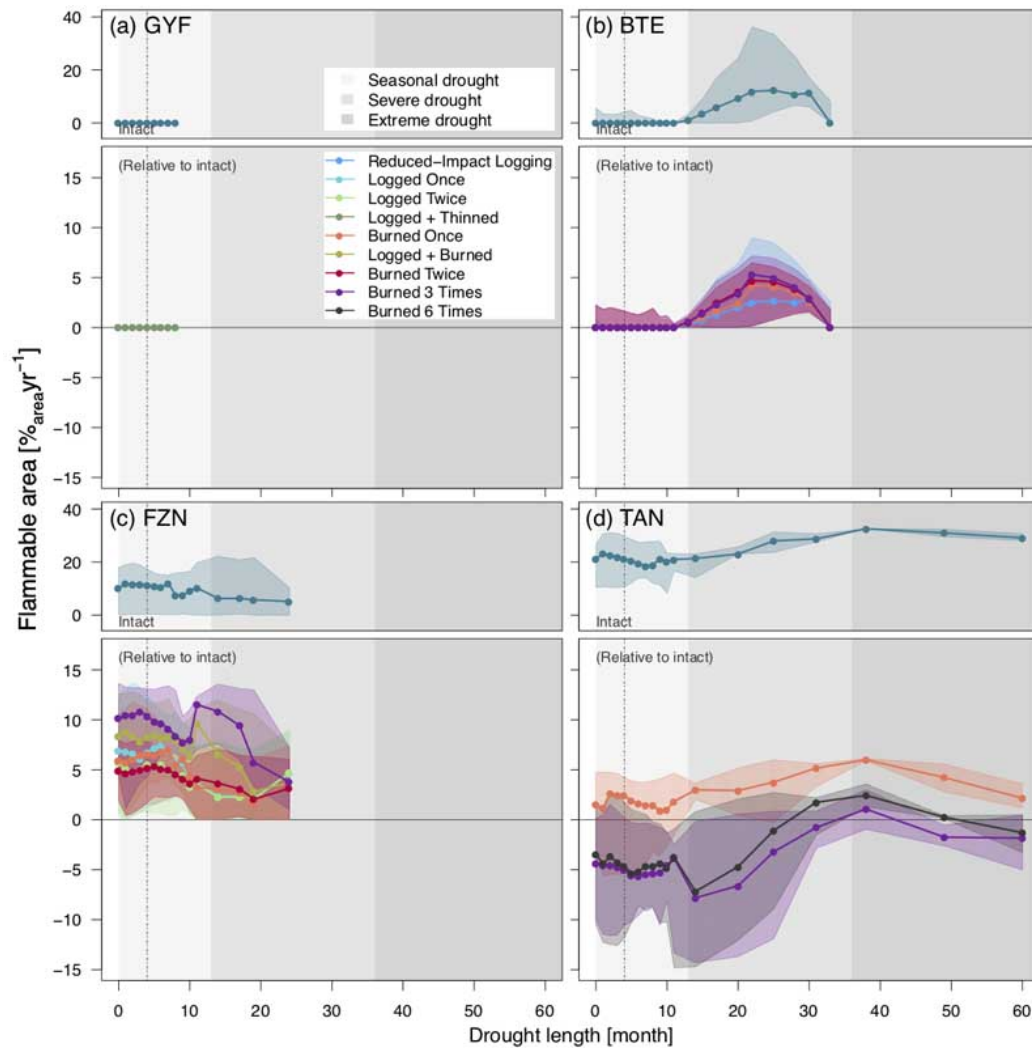 (a) GYF
40
20
0
Intact
Seasonal drought
Severe drought
Extreme drought
(Relative to intact)
15
10
5
0
−5
−10
−15
Reduced−Impact Logging
Logged Once
Logged Twice
Logged + Thinned
Burned Once
Logged + Burned
Burned Twice
Burned 3 Times
Burned 6 Times
(b) BTE
Intact
(Relative to intact)
(c) FZN
40
20
0
Intact
(Relative to intact)
15
10
5
0
−5
−10
−15
0 10 20 30 40 50 60
(d) TAN
Intact
(Relative to intact)
0 10 20 30 40 50 60
Flammable area [%area yr−1]
Drought length [month]